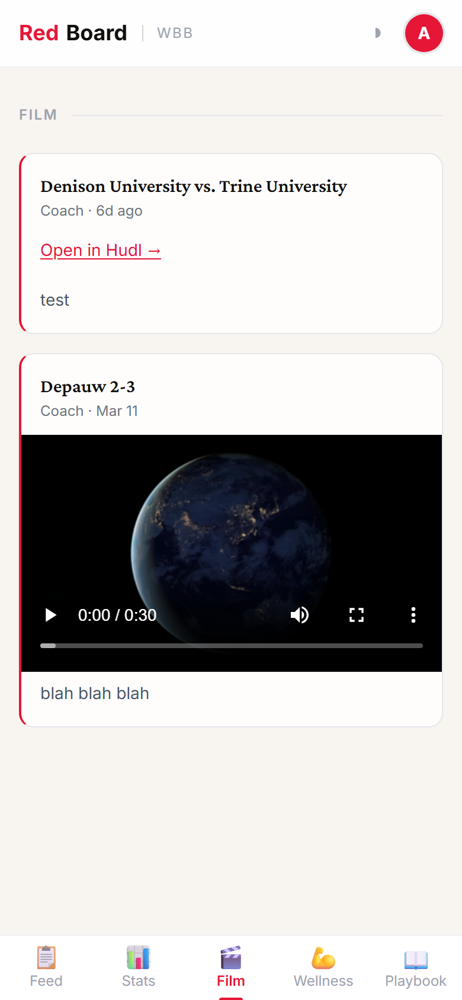 Red Board | WBB
A
FILM
Denison University vs. Trine University
Coach · 6d ago
Open in Hudl →
test
Depauw 2-3
Coach · Mar 11
0:00 / 0:30
blah blah blah
Feed
Stats
Film
Wellness
Playbook